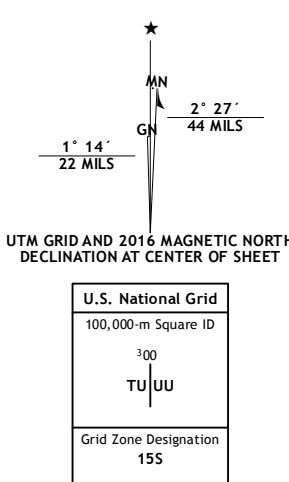 ★
MN
2° 27´
44 MILS
GN
1° 14´
22 MILS
UTM GRID AND 2016 MAGNETIC NORTH
DECLINATION AT CENTER OF SHEET
U.S. National Grid
100,000-m Square ID
³00
TU UU
Grid Zone Designation
15S